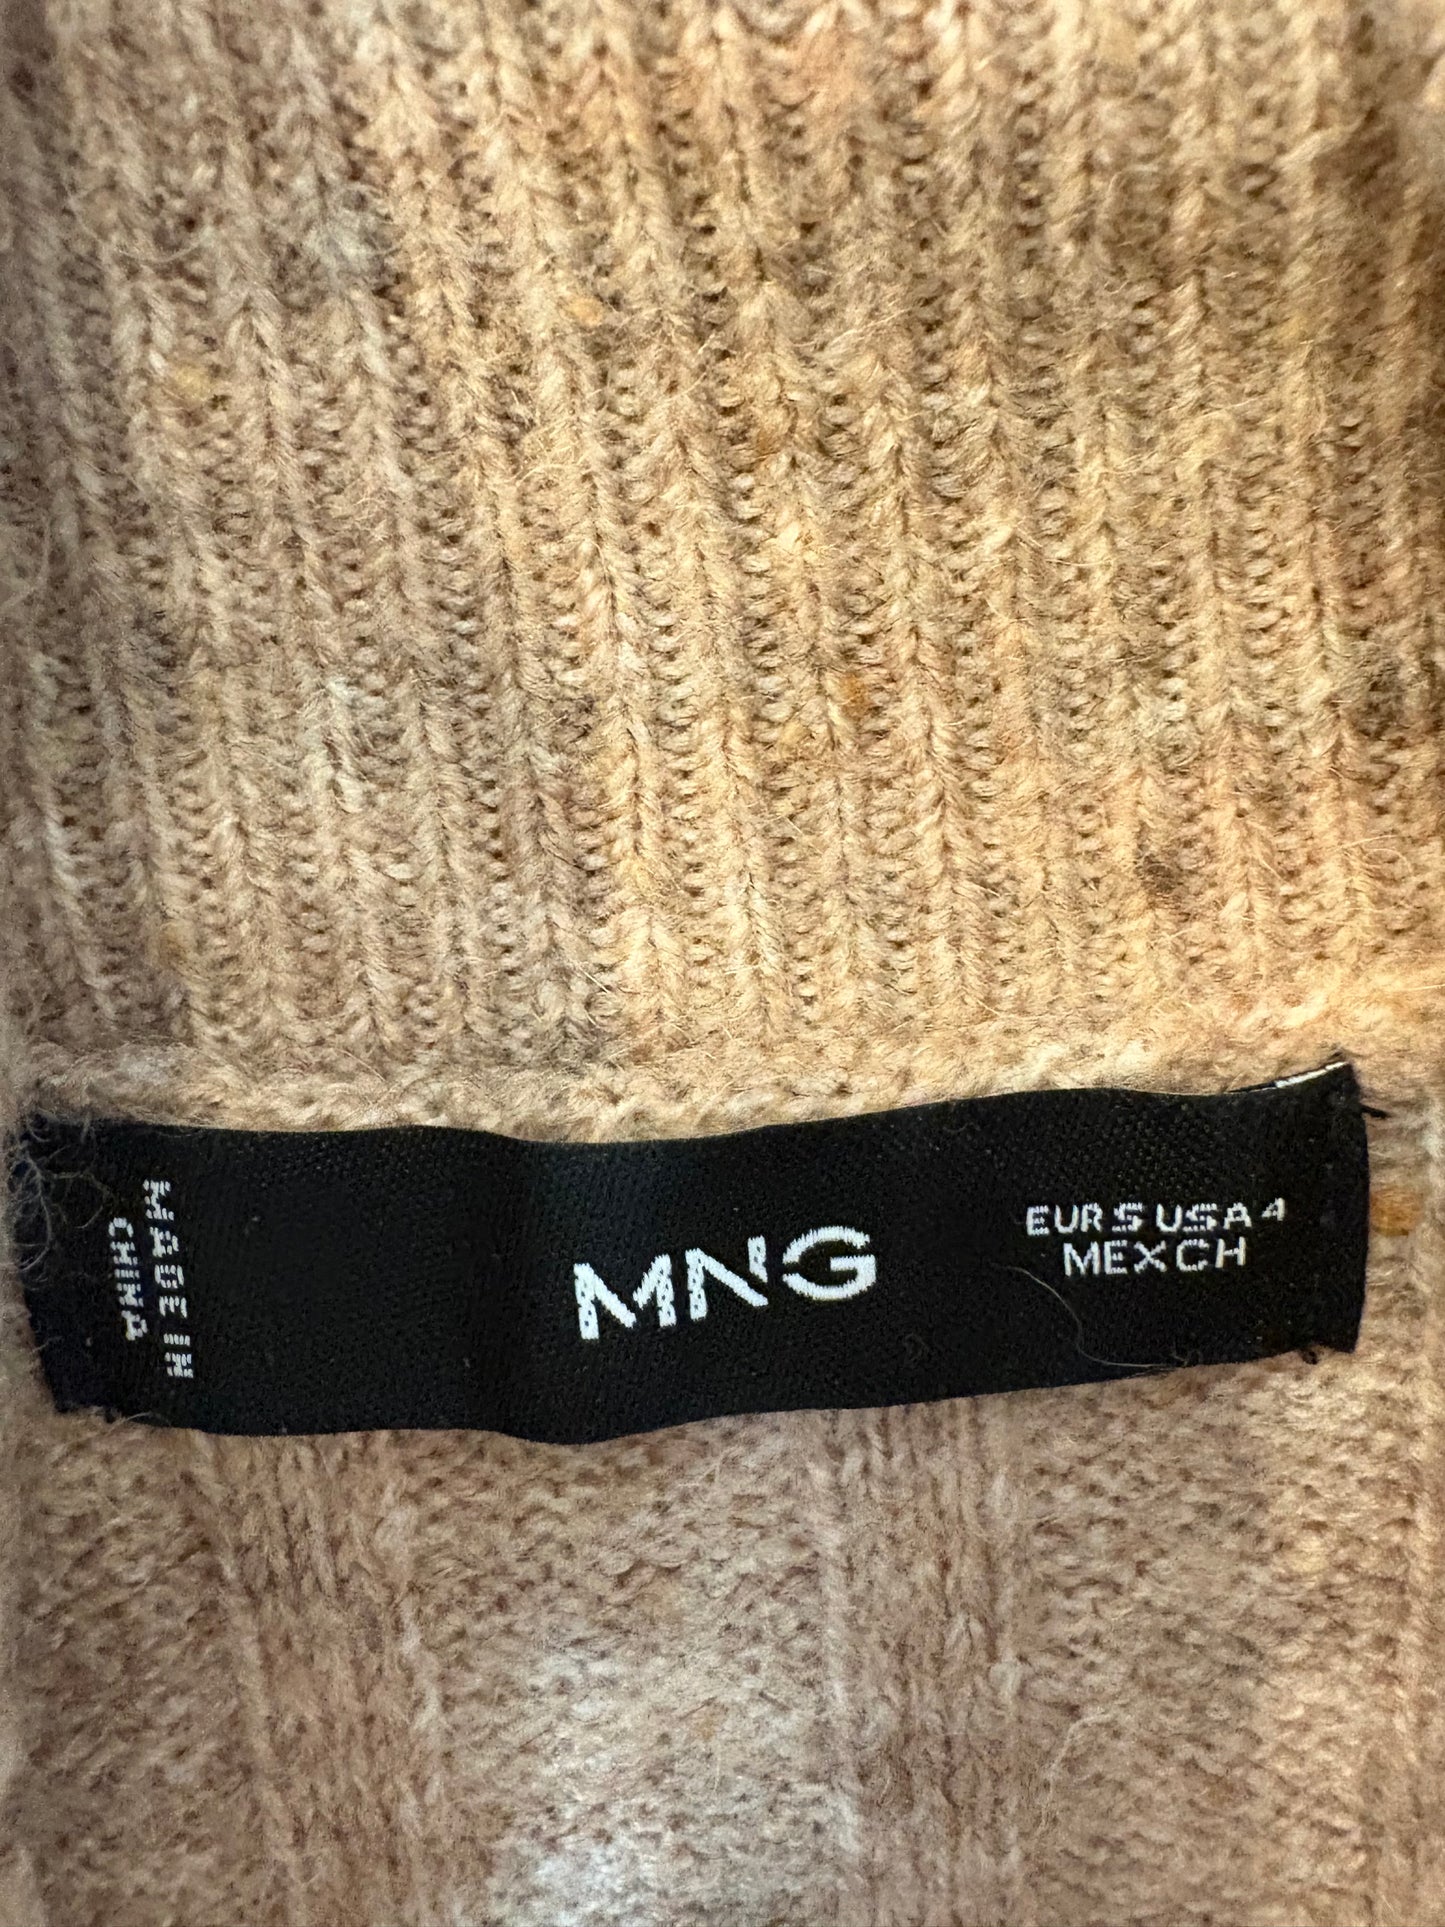 MADE IN
CHINA
MNG
EUR S USA 4
MEX CH